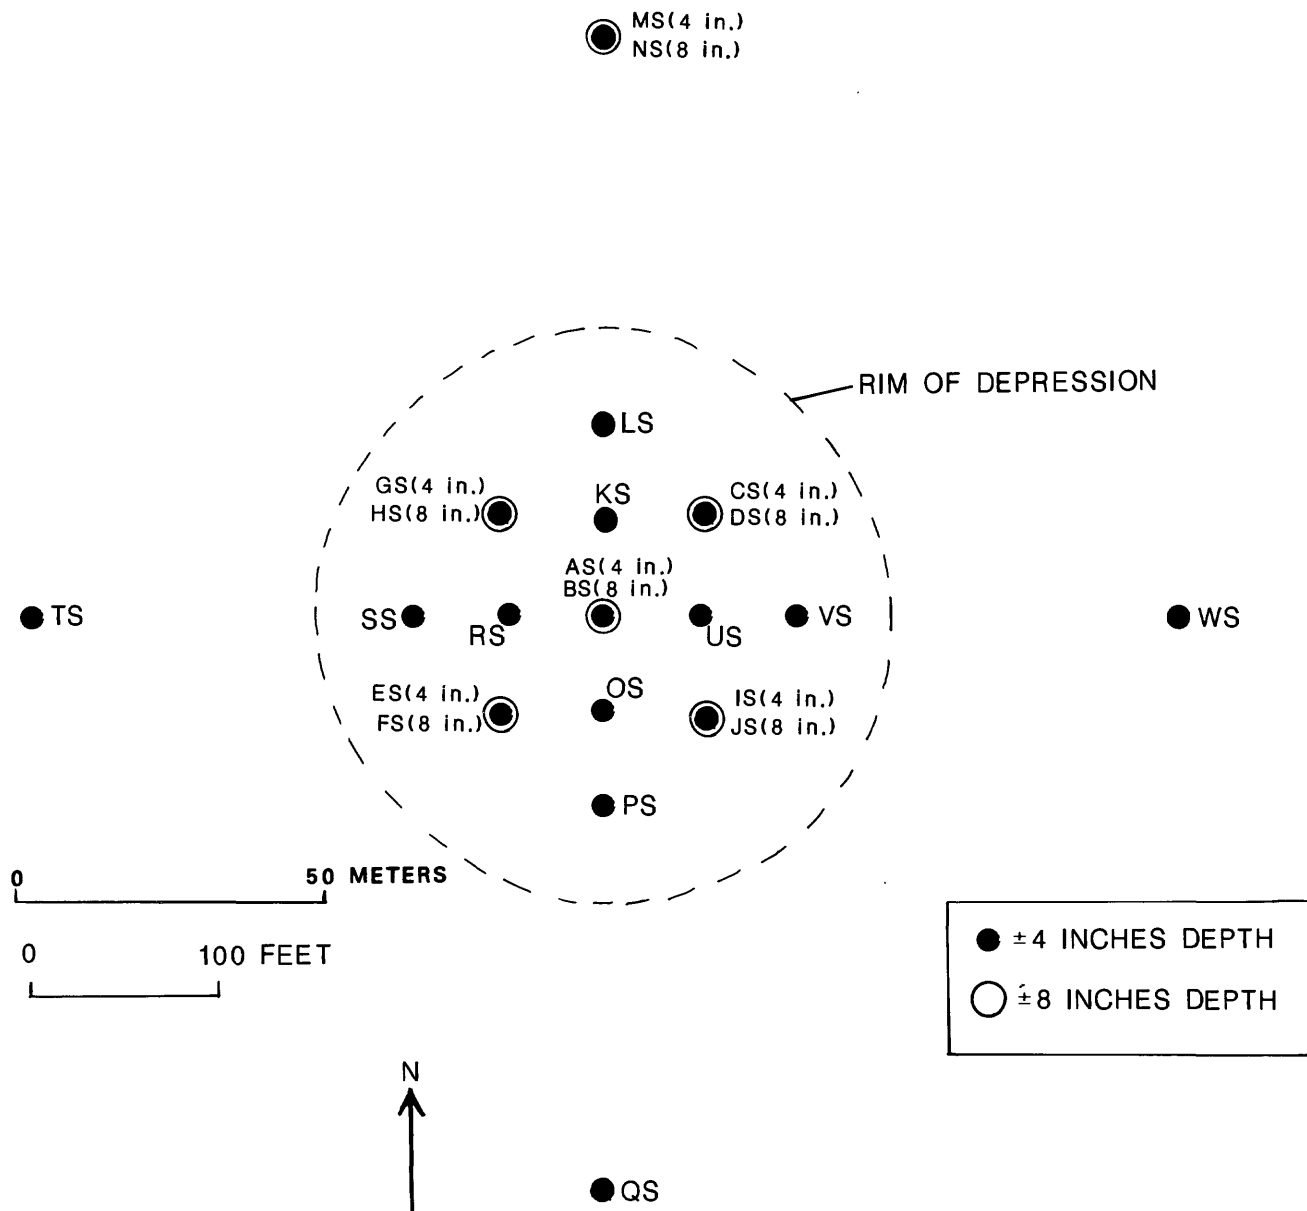 MS(4 in.)
NS(8 in.)
RIM OF DEPRESSION
LS
GS(4 in.)
HS(8 in.)
KS
CS(4 in.)
DS(8 in.)
AS(4 in.)
BS(8 in.)
TS
SS
RS
US
VS
WS
ES(4 in.)
FS(8 in.)
OS
IS(4 in.)
JS(8 in.)
PS
0 50 METERS
0 100 FEET
±4 INCHES DEPTH
±8 INCHES DEPTH
N
QS